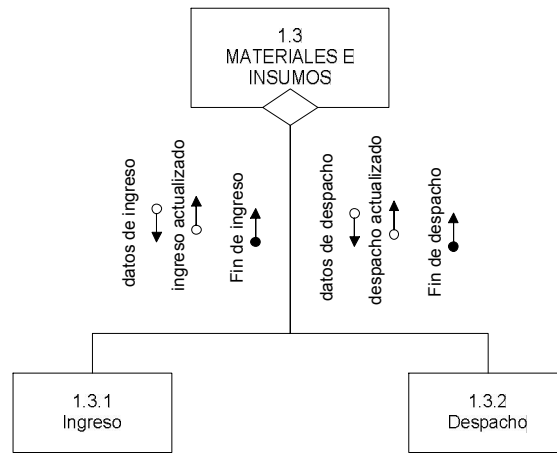 1.3
MATERIALES E
INSUMOS
datos de ingreso
ingreso actualizado
Fin de ingreso
datos de despacho
despacho actualizado
Fin de despacho
1.3.1
Ingreso
1.3.2
Despacho